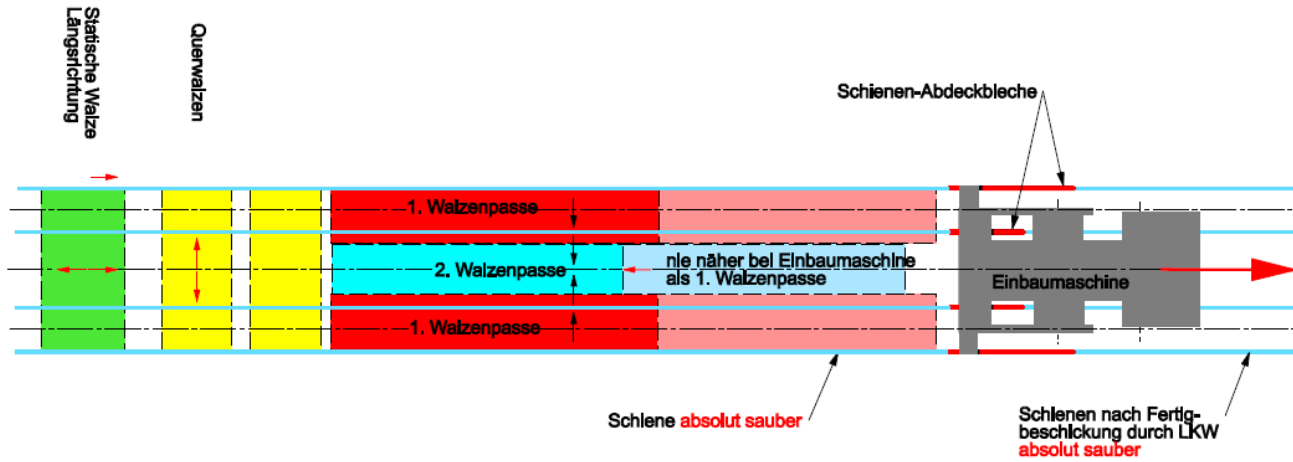 Statische Walze
Längsrichtung
Querwalzen
Schienen-Abdeckbleche
1. Walzenpasse
2. Walzenpasse
nie näher bei Einbaumaschine
als 1. Walzenpasse
Einbaumaschine
1. Walzenpasse
Schiene absolut sauber
Schienen nach Fertig-
beschickung durch LKW
absolut sauber